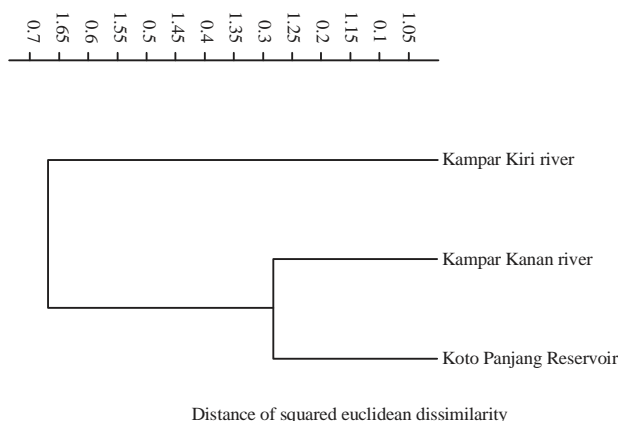 0.7 1.65 0.6 1.55 0.5 1.45 0.4 1.35 0.3 1.25 0.2 1.15 0.1 1.05
Kampar Kiri river
Kampar Kanan river
Koto Panjang Reservoir
Distance of squared euclidean dissimilarity